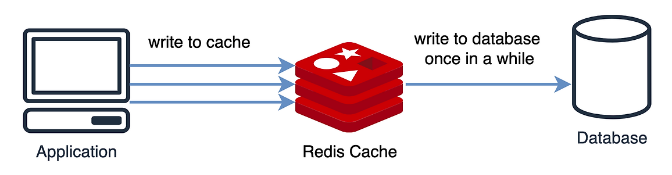 write to cache
write to database
once in a while
Application
Redis Cache
Database